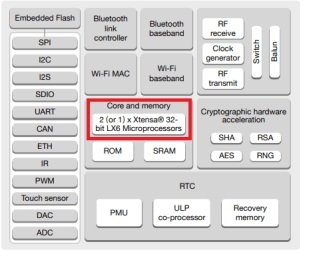 Embedded Flash
SPI
I2C
I2S
SDIO
UART
CAN
ETH
IR
PWM
Touch sensor
DAC
ADC
Bluetooth
link
controller
Bluetooth
baseband
Wi-Fi MAC
Wi-Fi
baseband
RF
receive
Clock
generator
RF
transmit
Switch
Balun
Core and memory
2 (or 1) x Xtensa® 32-
bit LX6 Microprocessors
ROM
SRAM
Cryptographic hardware
acceleration
SHA
RSA
AES
RNG
RTC
PMU
ULP
co-processor
Recovery
memory